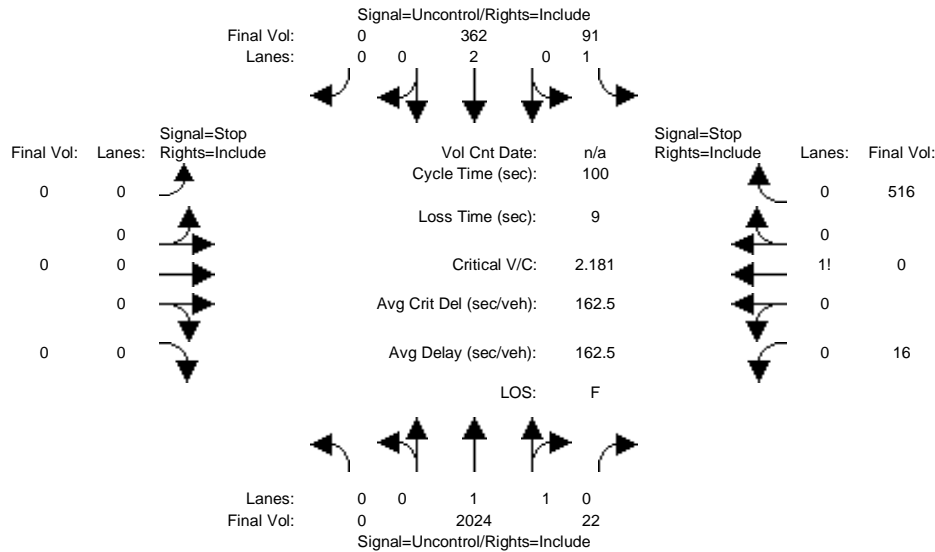 Signal=Uncontrol/Rights=Include
Final Vol: 0 362 91
Lanes: 0 0 2 0 1
Signal=Stop Signal=Stop
Final Vol: Lanes: Rights=Include Vol Cnt Date: n/a Rights=Include Lanes: Final Vol:
Cycle Time (sec): 100
0 0 0 516
Loss Time (sec): 9
0 0
0 0 Critical V/C: 2.181 1! 0
0 Avg Crit Del (sec/veh): 162.5 0
0 0 Avg Delay (sec/veh): 162.5 0 16
LOS: F
Lanes: 0 0 1 1 0
Final Vol: 0 2024 22
Signal=Uncontrol/Rights=Include